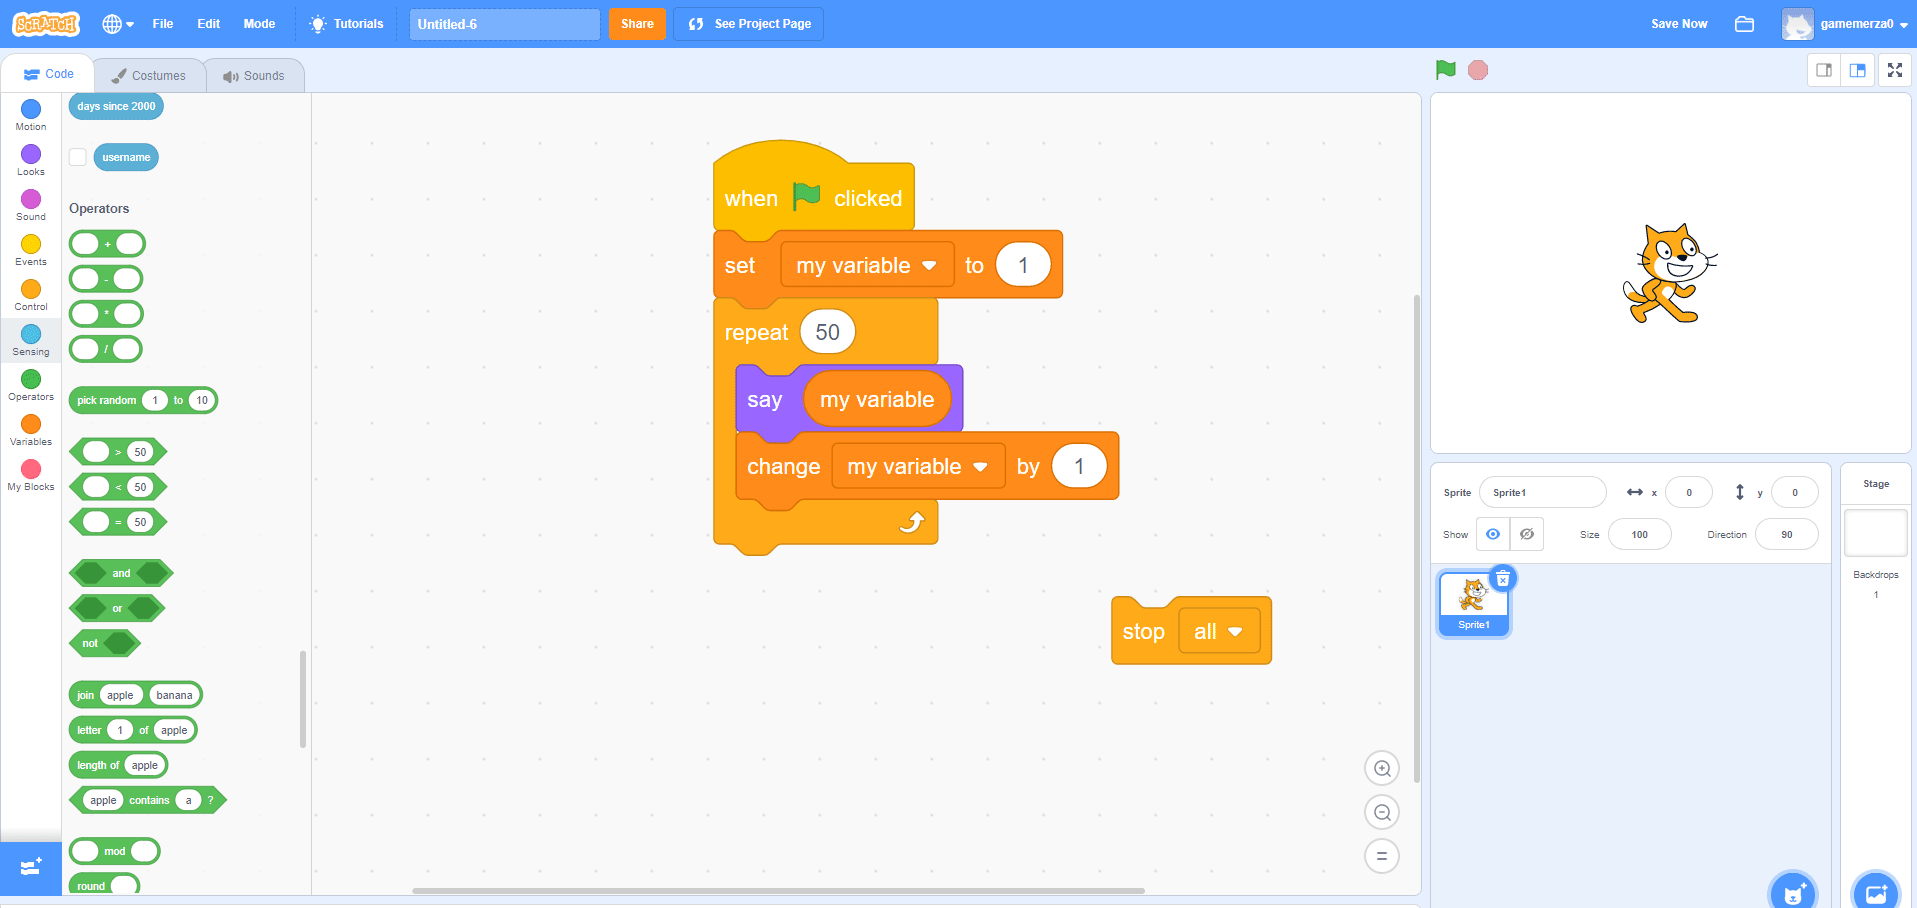 SCRATCH File Edit Mode Tutorials Untitled-6 Share See Project Page Save Now gamemerza0
Code Costumes Sounds
Motion
Looks
Sound
Events
Control
Sensing
Operators
Variables
My Blocks
days since 2000
username
Operators
+
-
*
/
pick random 1 to 10
> 50
< 50
= 50
and
or
not
join apple banana
letter 1 of apple
length of apple
apple contains a ?
mod
round
when clicked
set my variable to 1
repeat 50
say my variable
change my variable by 1
stop all
Sprite Sprite1 x 0 y 0
Show Size 100 Direction 90
Sprite1
Stage
Backdrops
1